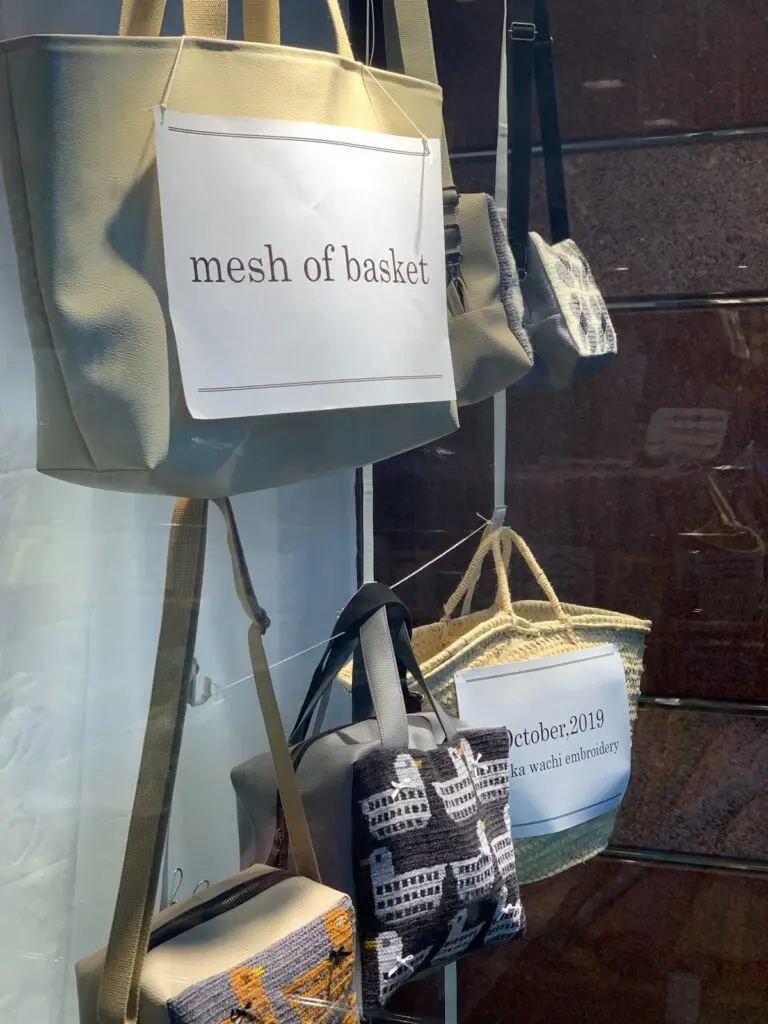 mesh of basket
October,2019
wachi embroidery